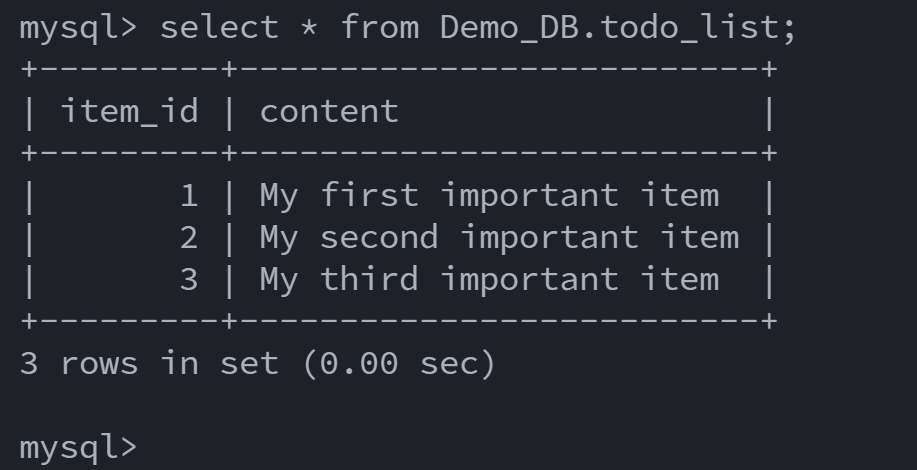 mysql> select * from Demo_DB.todo_list;
+---------+--------------------------+
| item_id | content                  |
+---------+--------------------------+
|       1 | My first important item  |
|       2 | My second important item |
|       3 | My third important item  |
+---------+--------------------------+
3 rows in set (0.00 sec)
mysql>